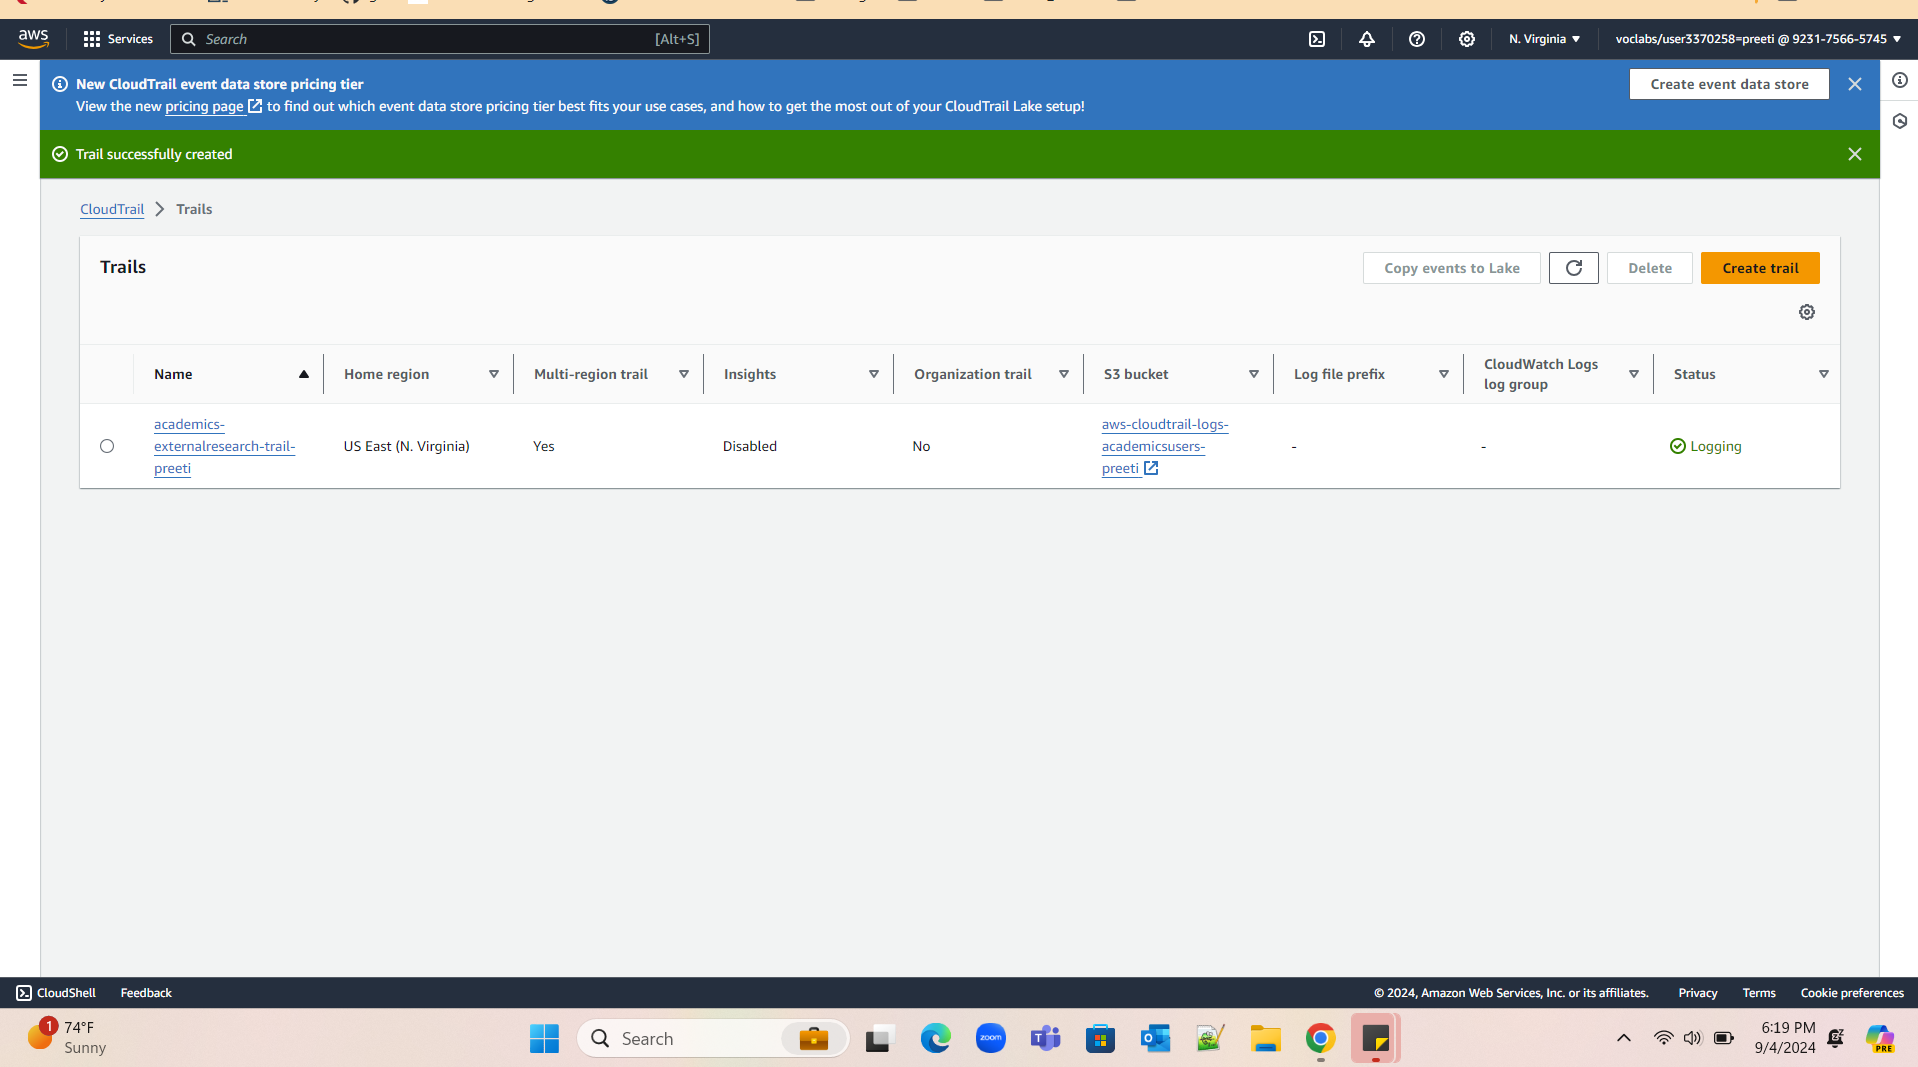 aws
Services
Search
[Alt+S]
N. Virginia
voclabs/user3370258=preeti @ 9231-7566-5745
New CloudTrail event data store pricing tier
View the new pricing page to find out which event data store pricing tier best fits your use cases, and how to get the most out of your CloudTrail Lake setup!
Create event data store
Trail successfully created
CloudTrail
Trails
Trails
Copy events to Lake
Delete
Create trail
Name
Home region
Multi-region trail
Insights
Organization trail
S3 bucket
Log file prefix
CloudWatch Logs
log group
Status
academics-
externalresearch-trail-
preeti
US East (N. Virginia)
Yes
Disabled
No
aws-cloudtrail-logs-
academicsusers-
preeti
-
-
Logging
CloudShell
Feedback
© 2024, Amazon Web Services, Inc. or its affiliates.
Privacy
Terms
Cookie preferences
1
74°F
Sunny
Search
zoom
6:19 PM
9/4/2024
PRE